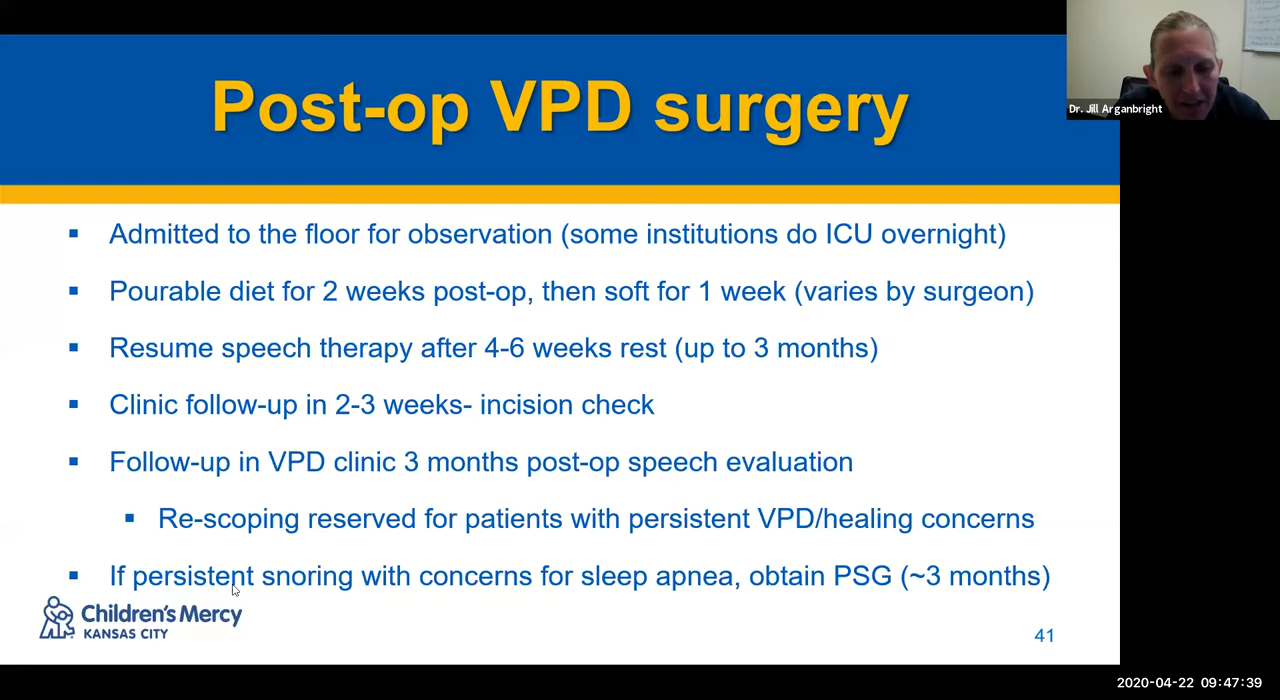 Post-op VPD surgery
Dr. Jill Arganbright
▪ Admitted to the floor for observation (some institutions do ICU overnight)
▪ Pourable diet for 2 weeks post-op, then soft for 1 week (varies by surgeon)
▪ Resume speech therapy after 4-6 weeks rest (up to 3 months)
▪ Clinic follow-up in 2-3 weeks- incision check
▪ Follow-up in VPD clinic 3 months post-op speech evaluation
▪ Re-scoping reserved for patients with persistent VPD/healing concerns
▪ If persistent snoring with concerns for sleep apnea, obtain PSG (~3 months)
Children's Mercy
KANSAS CITY
41
2020-04-22 09:47:39